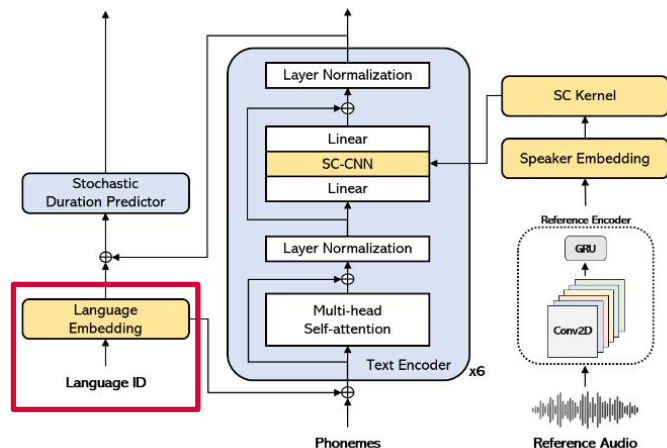 Layer Normalization
Linear
SC-CNN
Linear
Layer Normalization
Multi-head
Self-attention
Text Encoder
x6
Phonemes
Stochastic
Duration Predictor
Language
Embedding
Language ID
SC Kernel
Speaker Embedding
Reference Encoder
GRU
Conv2D
Reference Audio